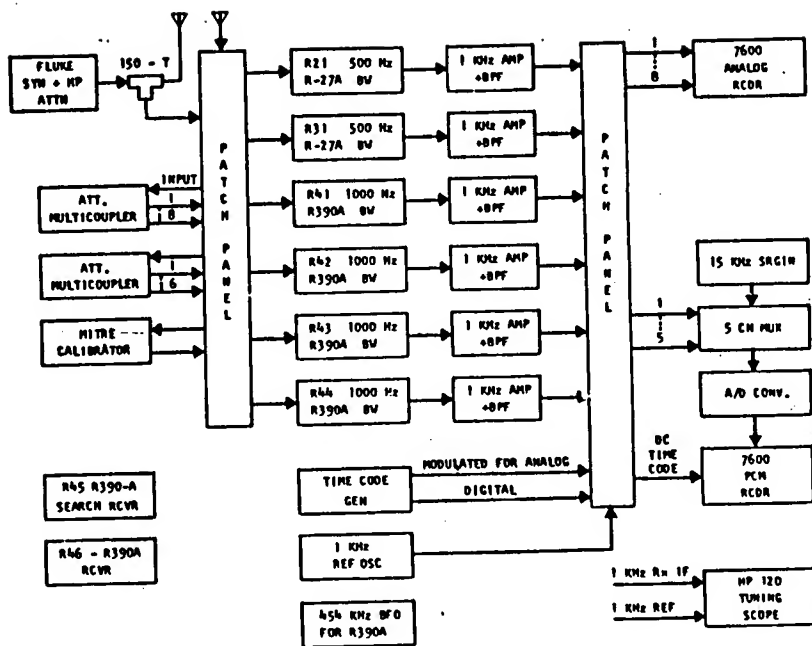 FLUKE
SYN + HP
ATTN
150 - T
PATCH PANEL
INPUT
1
8
ATT.
MULTICOUPLER
1
6
ATT.
MULTICOUPLER
MITRE
CALIBRATOR
R21 500 Hz
R-27A BW
1 KHz AMP
+BPF
R31 500 Hz
R-27A BW
1 KHz AMP
+BPF
R41 1000 Hz
R390A BW
1 KHz AMP
+BPF
R42 1000 Hz
R390A BW
1 KHz AMP
+BPF
R43 1000 Hz
R390A BW
1 KHz AMP
+BPF
R44 1000 Hz
R390A BW
1 KHz AMP
+BPF
PATCH PANEL
1
8
7600
ANALOG
RCDR
15 KHz SRGIN
1
5
5 CH MUX
A/D CONV.
DC
TIME
CODE
7600
PCM
RCDR
R45 R390-A
SEARCH RCVR
R46 - R390A
RCVR
TIME CODE
GEN
MODULATED FOR ANALOG
DIGITAL
1 KHz
REF OSC
454 KHz BFO
FOR R390A
1 KHz Rx IF
1 KHz REF
HP 120
TUNING
SCOPE